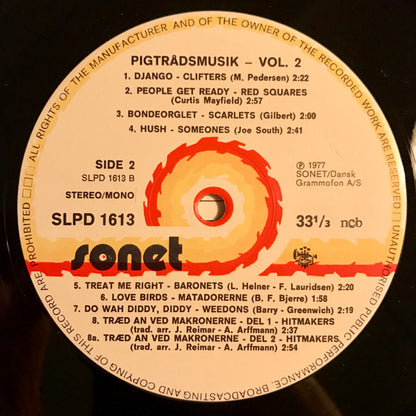 ALL RIGHTS OF THE MANUFACTURER AND OF THE OWNER OF THE RECORDED WORK RESERVED UNAUTHORISED PUBLIC PERFORMANCE, BROADCASTING AND COPYING OF THIS RECORD ARE PROHIBITED
PIGTRÅDSMUSIK – VOL. 2
1. DJANGO - CLIFTERS (M. Pedersen) 2:22
2. PEOPLE GET READY - RED SQUARES
(Curtis Mayfield) 2:57
3. BONDEORGLET - SCARLETS (Gilbert) 2:00
4. HUSH - SOMEONES (Joe South) 2:41
SIDE 2
SLPD 1613 B
STEREO/MONO
SLPD 1613
℗ 1977
SONET/Dansk
Grammofon A/S
33 1/3 ncb
sonet
5. TREAT ME RIGHT - BARONETS (L. Helner - F. Lauridsen) 2:20
6. LOVE BIRDS - MATADORERNE (B. F. Bjerre) 1:58
7. DO WAH DIDDY, DIDDY - WEEDONS (Barry - Greenwich) 2:19
8. TRÆD AN VED MAKRONERNE - DEL 1 - HITMAKERS
(trad. arr. J. Reimar - A. Arffmann) 2:37
8a. TRÆD AN VED MAKRONERNE - DEL 2 - HITMAKERS
(trad. arr. J. Reimar - A. Arffmann) 2:54